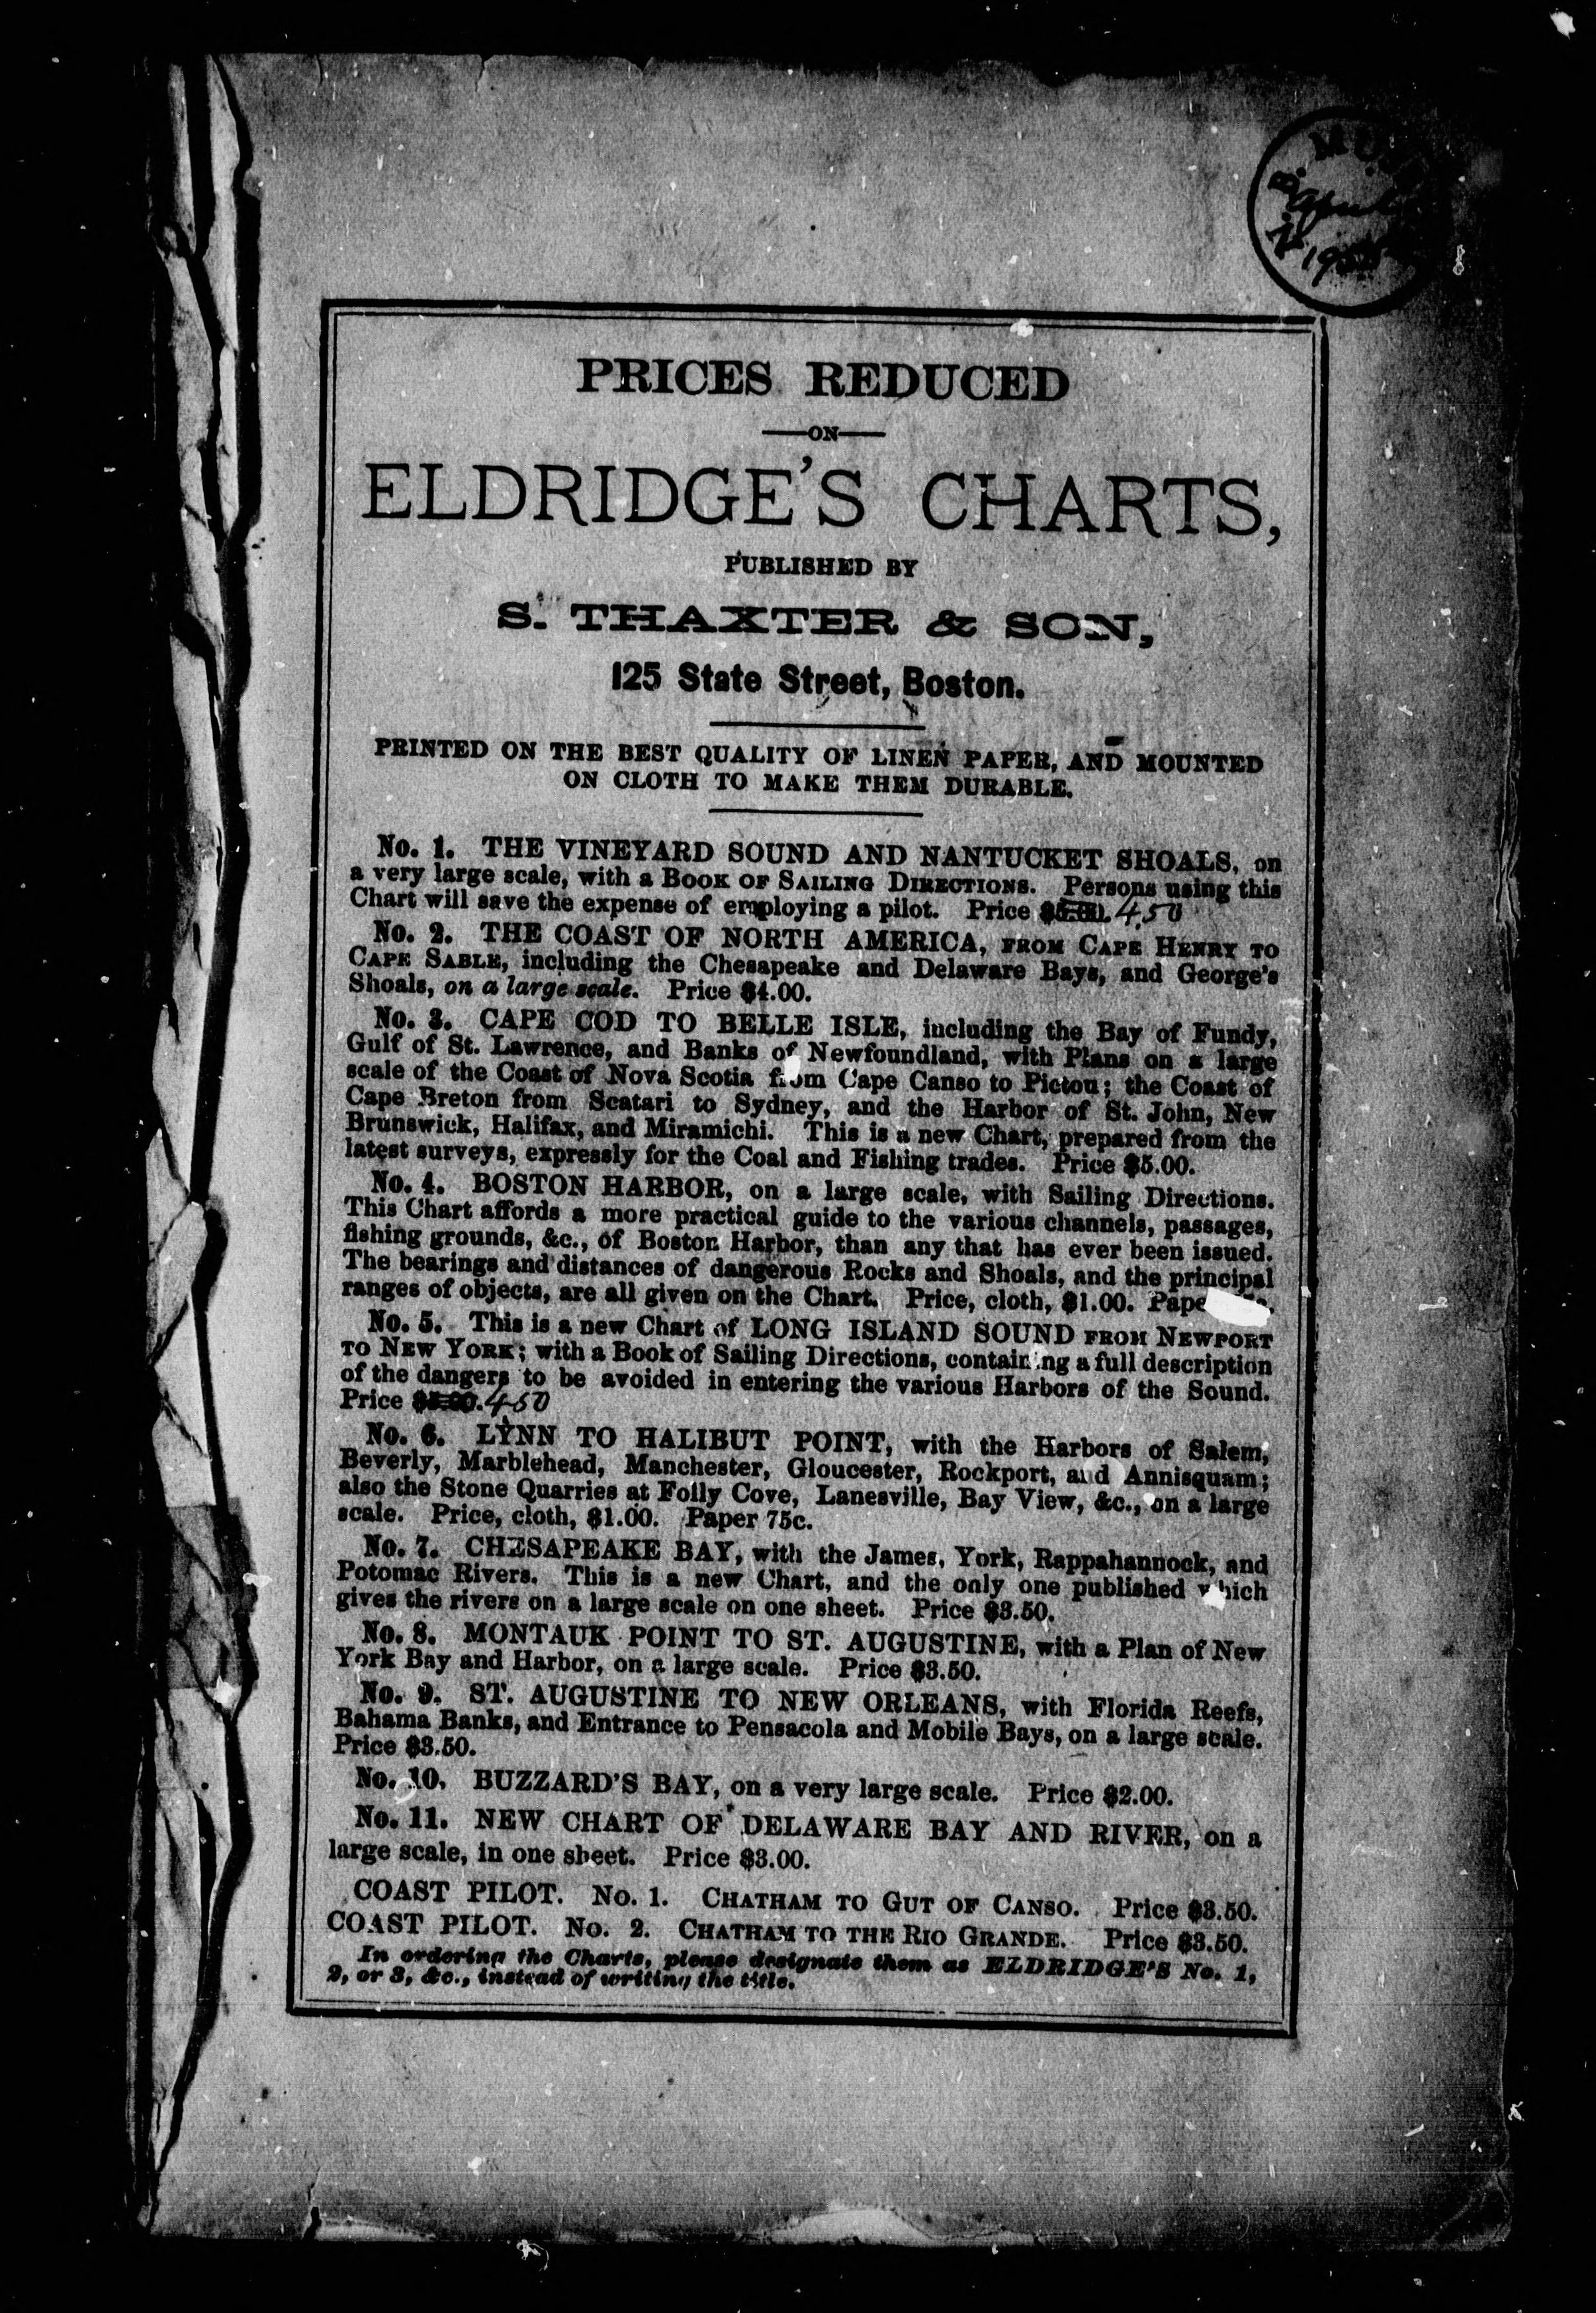 N. B. MUSE
April
PRICES REDUCED
—ON—
ELDRIDGE'S CHARTS,
PUBLISHED BY
S. THAXTER & SON,
125 State Street, Boston.
PRINTED ON THE BEST QUALITY OF LINEN PAPER, AND MOUNTED
ON CLOTH TO MAKE THEM DURABLE.
No. 1. THE VINEYARD SOUND AND NANTUCKET SHOALS, on
a very large scale, with a BOOK OF SAILING DIRECTIONS. Persons using this
Chart will save the expense of employing a pilot. Price $5.00. 4.50
No. 2. THE COAST OF NORTH AMERICA, FROM CAPE HENRY TO
CAPE SABLE, including the Chesapeake and Delaware Bays, and George's
Shoals, on a large scale. Price $4.00.
No. 3. CAPE COD TO BELLE ISLE, including the Bay of Fundy,
Gulf of St. Lawrence, and Banks of Newfoundland, with Plans on a large
scale of the Coast of Nova Scotia from Cape Canso to Pictou; the Coast of
Cape Breton from Scatari to Sydney, and the Harbor of St. John, New
Brunswick, Halifax, and Miramichi. This is a new Chart, prepared from the
latest surveys, expressly for the Coal and Fishing trades. Price $5.00.
No. 4. BOSTON HARBOR, on a large scale, with Sailing Directions.
This Chart affords a more practical guide to the various channels, passages,
fishing grounds, &c., of Boston Harbor, than any that has ever been issued.
The bearings and distances of dangerous Rocks and Shoals, and the principal
ranges of objects, are all given on the Chart. Price, cloth, $1.00. Pape
No. 5. This is a new Chart of LONG ISLAND SOUND FROM NEWPORT
TO NEW YORK; with a Book of Sailing Directions, containing a full description
of the dangers to be avoided in entering the various Harbors of the Sound.
Price $5.00. 4.50
No. 6. LYNN TO HALIBUT POINT, with the Harbors of Salem,
Beverly, Marblehead, Manchester, Gloucester, Rockport, and Annisquam;
also the Stone Quarries at Folly Cove, Lanesville, Bay View, &c., on a large
scale. Price, cloth, $1.00. Paper 75c.
No. 7. CHESAPEAKE BAY, with the James, York, Rappahannock, and
Potomac Rivers. This is a new Chart, and the only one published which
gives the rivers on a large scale on one sheet. Price $3.50.
No. 8. MONTAUK POINT TO ST. AUGUSTINE, with a Plan of New
York Bay and Harbor, on a large scale. Price $3.50.
No. 9. ST. AUGUSTINE TO NEW ORLEANS, with Florida Reefs,
Bahama Banks, and Entrance to Pensacola and Mobile Bays, on a large scale.
Price $3.50.
No. 10. BUZZARD'S BAY, on a very large scale. Price $2.00.
No. 11. NEW CHART OF DELAWARE BAY AND RIVER, on a
large scale, in one sheet. Price $3.00.
COAST PILOT. No. 1. CHATHAM TO GUT OF CANSO. Price $3.50.
COAST PILOT. No. 2. CHATHAM TO THE RIO GRANDE. Price $3.50.
In ordering the Charts, please designate them as ELDRIDGE'S No. 1,
2, or 3, &c., instead of writing the title.